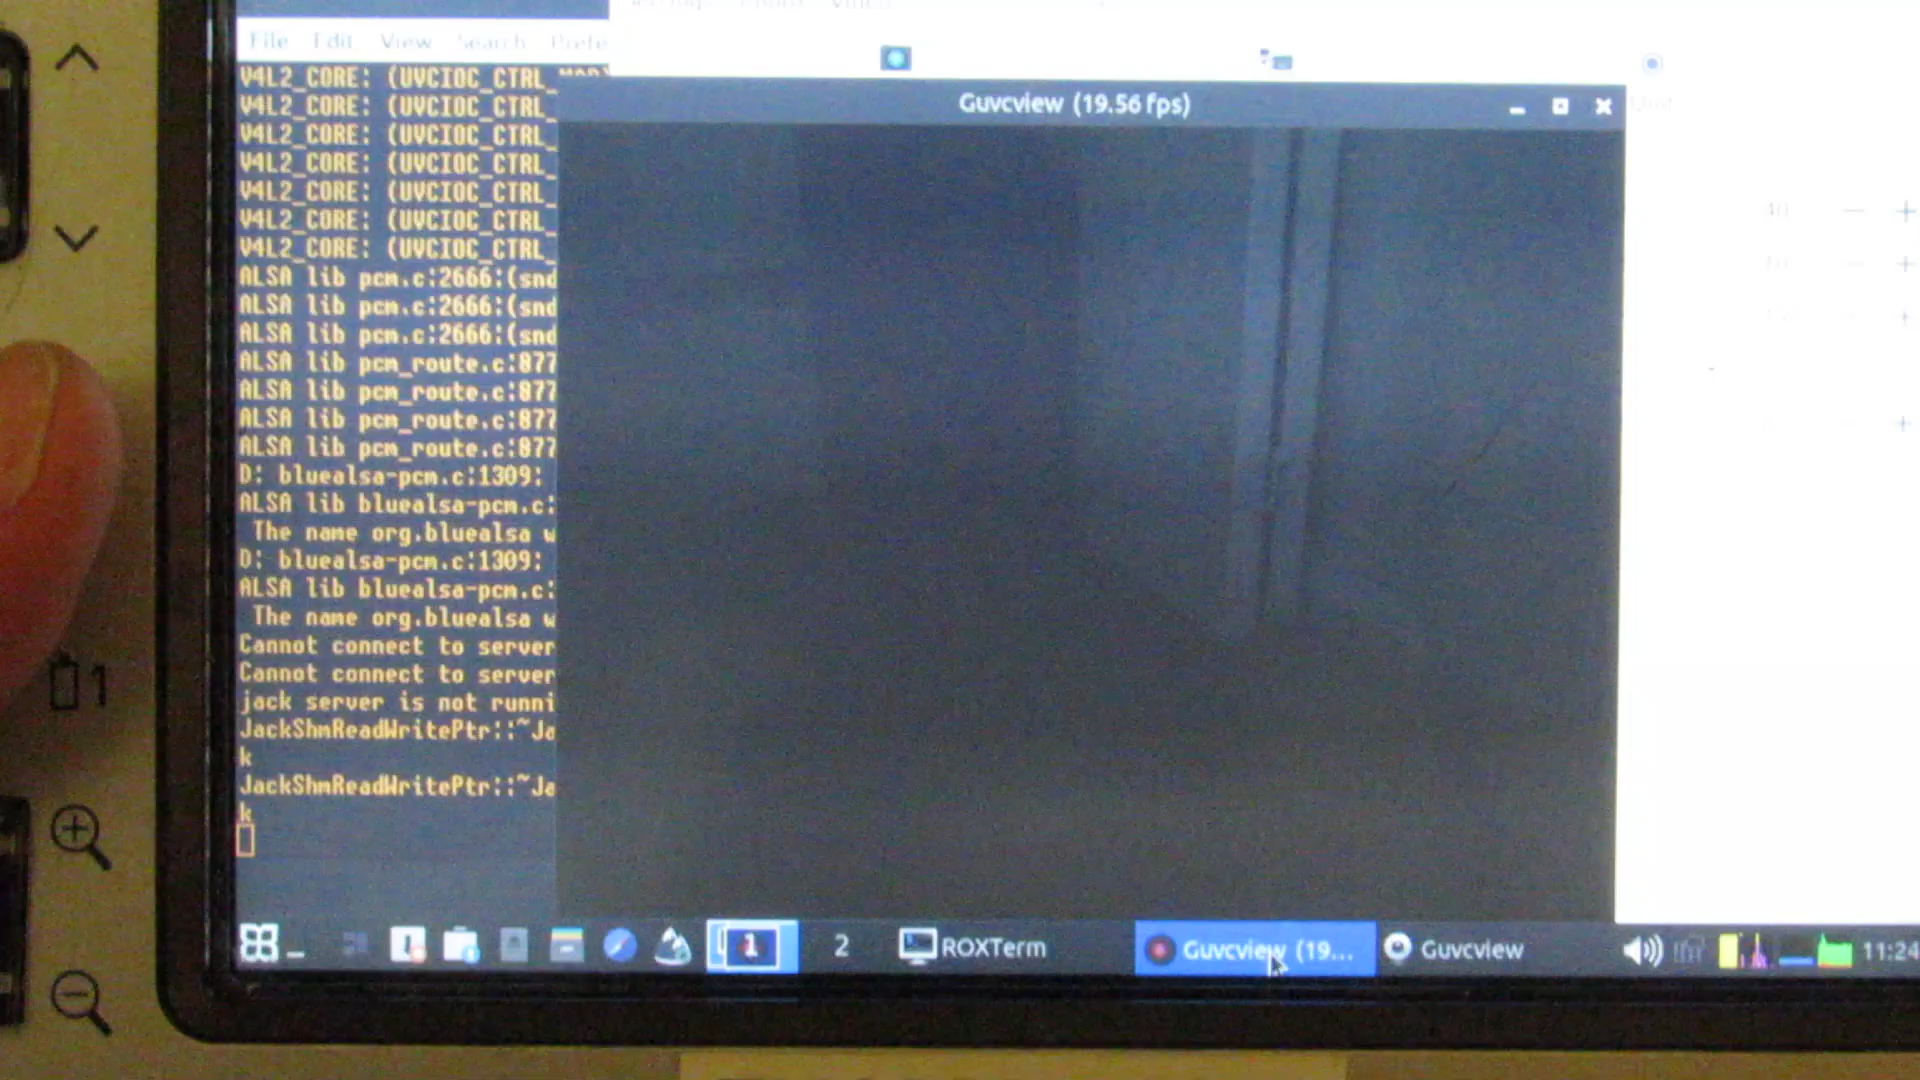 File Edit View Search Prefe
V4L2_CORE: (UVCIOC_CTRL_MAP)
Guvcview (19.56 fps)
V4L2_CORE: (UVCIOC_CTRL_
V4L2_CORE: (UVCIOC_CTRL_
V4L2_CORE: (UVCIOC_CTRL_
V4L2_CORE: (UVCIOC_CTRL_
V4L2_CORE: (UVCIOC_CTRL_
V4L2_CORE: (UVCIOC_CTRL_
ALSA lib pcm.c:2666:(snd
ALSA lib pcm.c:2666:(snd
ALSA lib pcm.c:2666:(snd
ALSA lib pcm_route.c:877
ALSA lib pcm_route.c:877
ALSA lib pcm_route.c:877
ALSA lib pcm_route.c:877
D: bluealsa-pcm.c:1309:
ALSA lib bluealsa-pcm.c:
The name org.bluealsa w
D: bluealsa-pcm.c:1309:
ALSA lib bluealsa-pcm.c:
The name org.bluealsa w
Cannot connect to server
Cannot connect to server
jack server is not runni
JackShmReadWritePtr::~Ja
k
JackShmReadWritePtr::~Ja
k
1
1 2 ROXTerm Guvcview (19... Guvcview 11:24